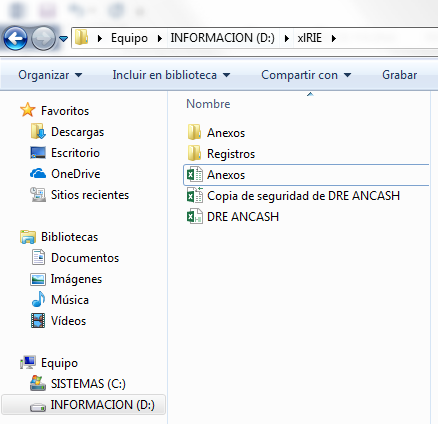 Equipo INFORMACION (D:) xIRIE
Organizar Incluir en biblioteca Compartir con Grabar
Favoritos
Descargas
Escritorio
OneDrive
Sitios recientes
Bibliotecas
Documentos
Imágenes
Música
Vídeos
Equipo
SISTEMAS (C:)
INFORMACION (D:)
Nombre
Anexos
Registros
Anexos
Copia de seguridad de DRE ANCASH
DRE ANCASH